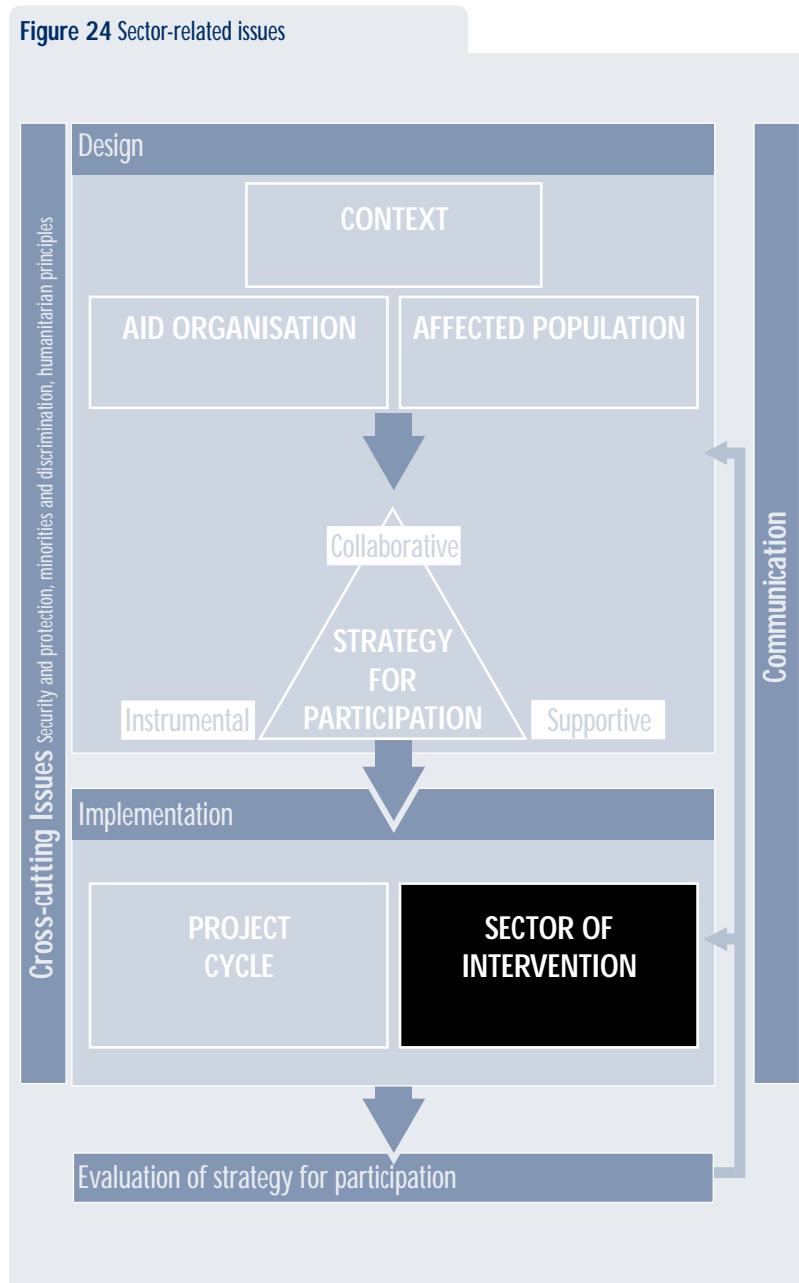 Figure 24 Sector-related issues
Design
CONTEXT
AID ORGANISATION
AFFECTED POPULATION
Collaborative
STRATEGY
FOR
PARTICIPATION
Instrumental
Supportive
Implementation
PROJECT
CYCLE
SECTOR OF
INTERVENTION
Evaluation of strategy for participation
Cross-cutting Issues Security and protection, minorities and discrimination, humanitarian principles
Communication